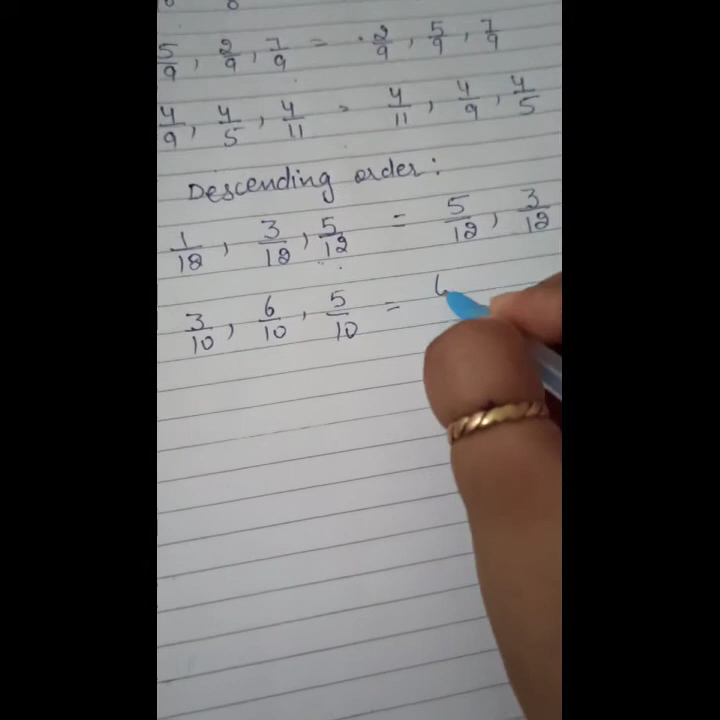 5/9, 2/9, 7/9 = 2/9, 5/9, 7/9
4/9, 4/5, 4/11 = 4/11, 4/9, 4/5
Descending order:
1/12, 3/12, 5/12 = 5/12, 3/12
3/10, 6/10, 5/10 = 6